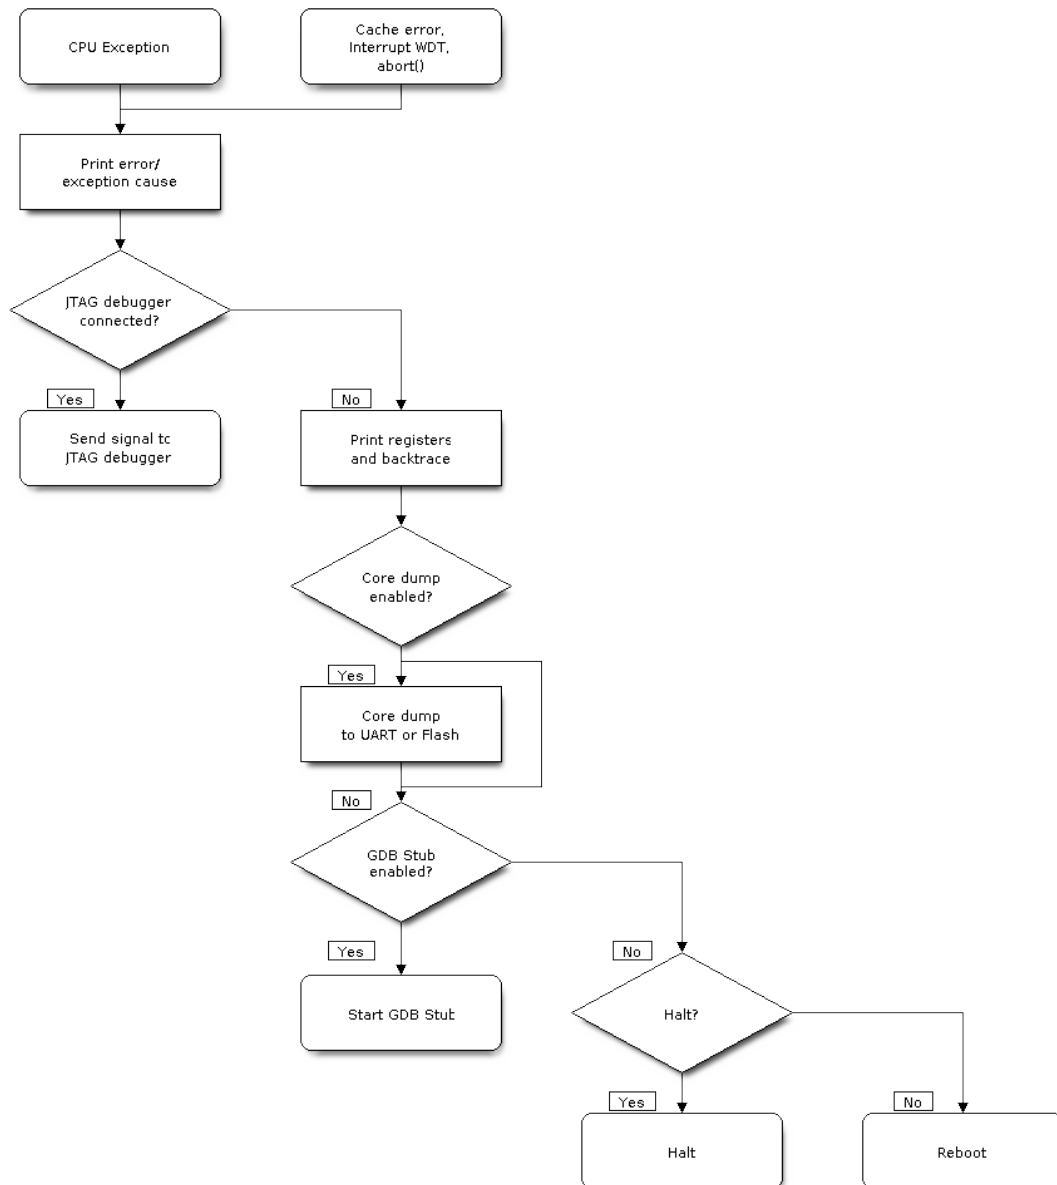 CPU Exception
Cache error,
Interrupt WDT,
abort()
Print error/
exception cause
JTAG debugger
connected?
Yes
No
Send signal to
JTAG debugger
Print registers
and backtrace
Core dump
enabled?
Yes
Core dump
to UART or Flash
No
GDB Stub
enabled?
Yes
No
Start GDB Stub
Halt?
Yes
No
Halt
Reboot